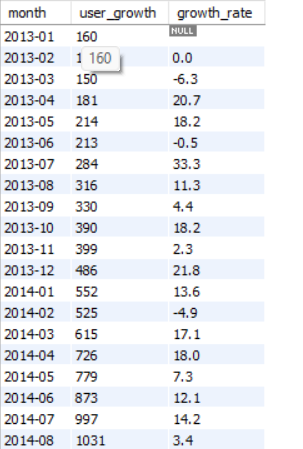 month user_growth growth_rate
2013-01 160 NULL
2013-02 1 160 0.0
2013-03 150 -6.3
2013-04 181 20.7
2013-05 214 18.2
2013-06 213 -0.5
2013-07 284 33.3
2013-08 316 11.3
2013-09 330 4.4
2013-10 390 18.2
2013-11 399 2.3
2013-12 486 21.8
2014-01 552 13.6
2014-02 525 -4.9
2014-03 615 17.1
2014-04 726 18.0
2014-05 779 7.3
2014-06 873 12.1
2014-07 997 14.2
2014-08 1031 3.4